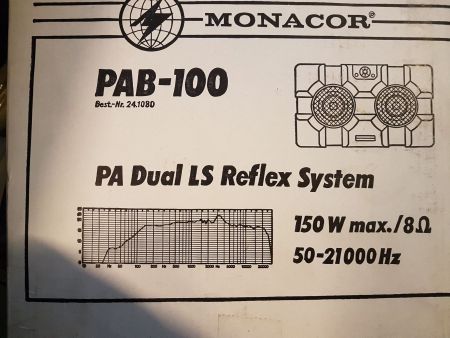 MONACOR®
PAB-100
Best.-Nr. 24.1080
PA Dual LS Reflex System
150 W max./8Ω
50-21000 Hz